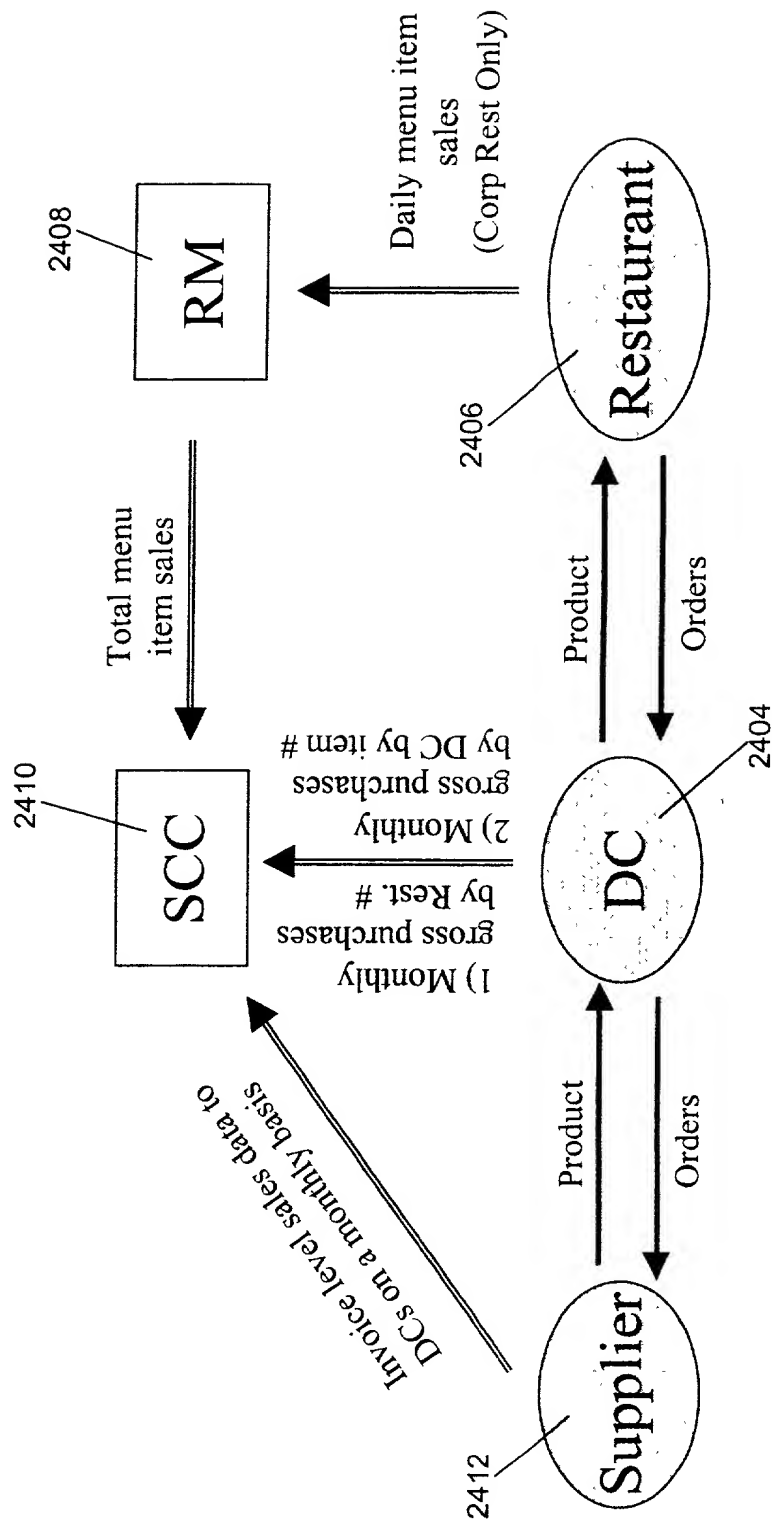 2410
SCC
Total menu
item sales
2408
RM
Invoice level sales data to
DCs on a monthly basis
1) Monthly
gross purchases
by Rest. #
2) Monthly
gross purchases
by DC by item #
Daily menu item
sales
(Corp Rest Only)
2412
Supplier
Product
Orders
DC
2404
Product
Orders
2406
Restaurant